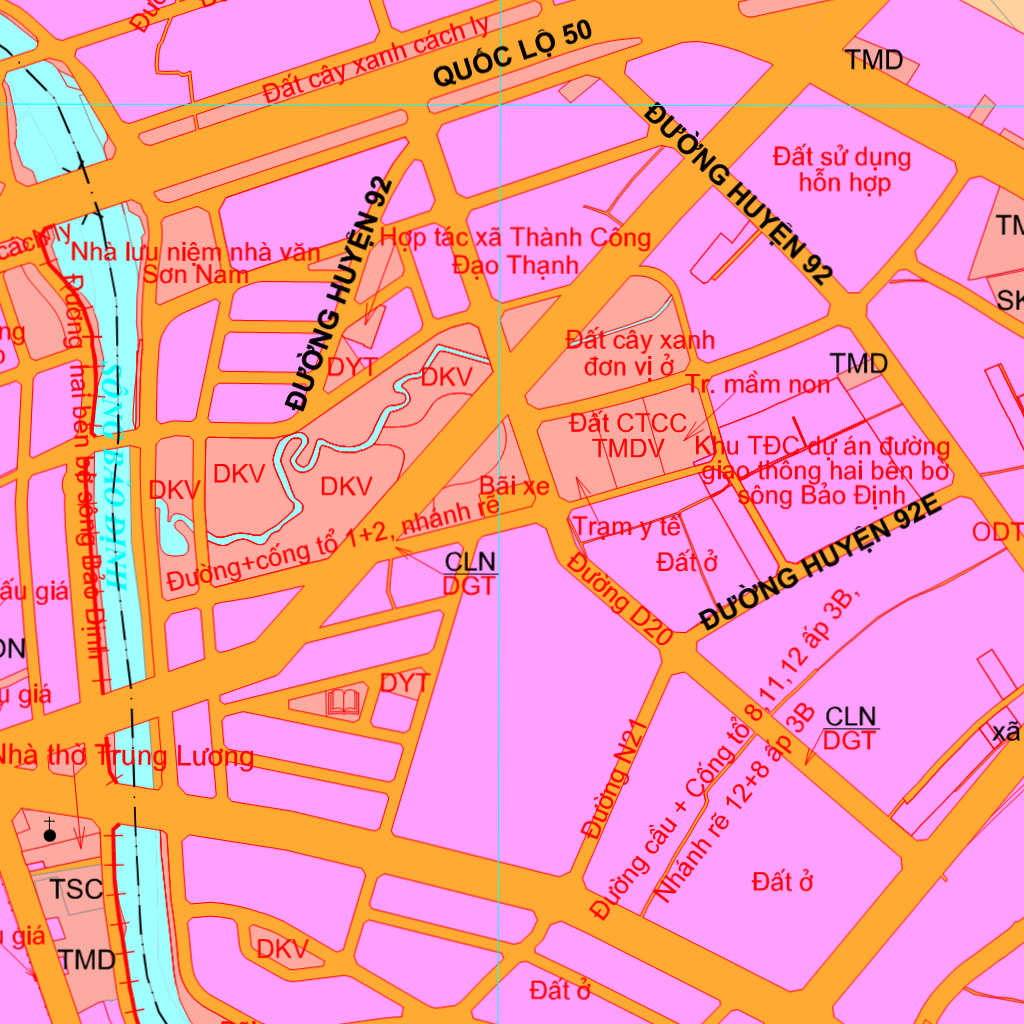 Đất cây xanh cách ly
QUỐC LỘ 50
TMD
ĐƯỜNG HUYỆN 92
Đất sử dụng
hỗn hợp
ĐƯỜNG HUYỆN 92
cách ly
Nhà lưu niệm nhà văn
Sơn Nam
Hợp tác xã Thành Công
Đạo Thạnh
Đường hai bên bờ sông Bảo Định
SÔNG BẢO ĐỊNH
Đất cây xanh
đơn vị ở
DYT
DKV
TMD
Tr. mầm non
Đất CTCC
TMDV
Khu TĐC dự án đường
giao thông hai bên bờ
sông Bảo Định
DKV
DKV
DKV
Bãi xe
Đường+cống tổ 1+2, nhánh rẽ
Trạm y tế
ĐƯỜNG HUYỆN 92E
ODT
CLN
DGT
Đất ở
Đường D20
ấu giá
DYT
Đường N21
Đường cầu + Cống tổ 8,11,12 ấp 3B,
Nhánh rẽ 12+8 ấp 3B
CLN
DGT
xã
Nhà thờ Trung Lương
TSC
TMD
DKV
Đất ở
Đất ở